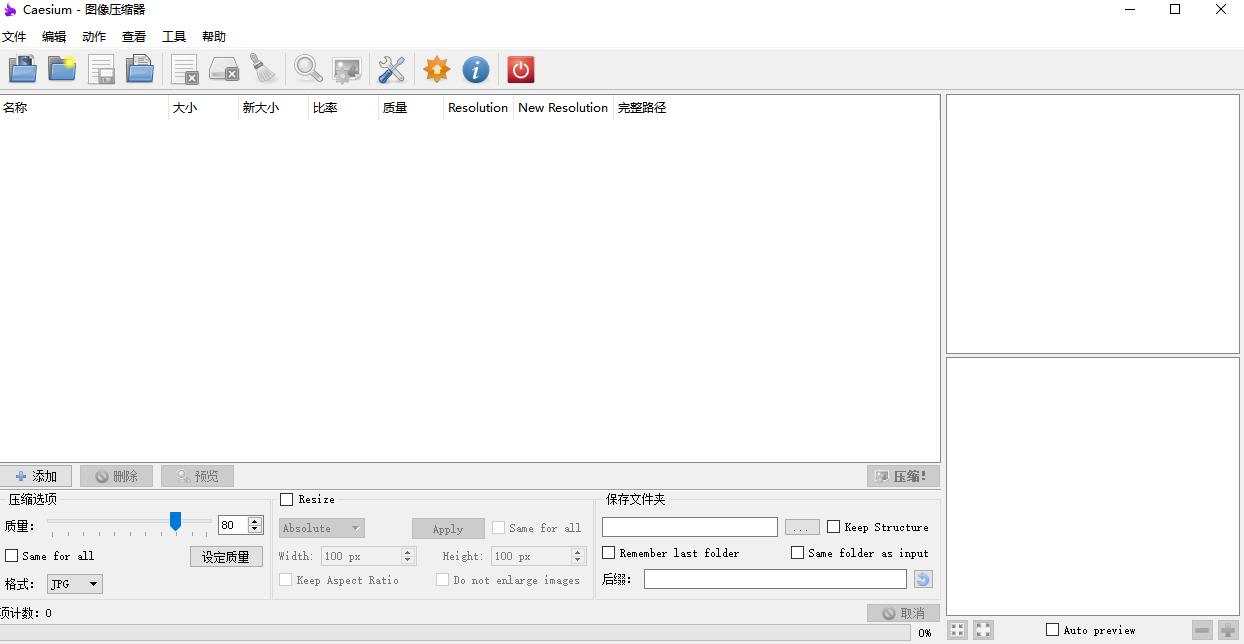 Caesium - 图像压缩器
文件 编辑 动作 查看 工具 帮助
名称 大小 新大小 比率 质量 Resolution New Resolution 完整路径
添加 删除 预览 压缩!
压缩选项 Resize 保存文件夹
质量: 80 Absolute Apply Same for all ... Keep Structure
Same for all 设定质量 Width: 100 px Height: 100 px Remember last folder Same folder as input
格式: JPG Keep Aspect Ratio Do not enlarge images 后缀:
项计数: 0 取消
0% Auto preview